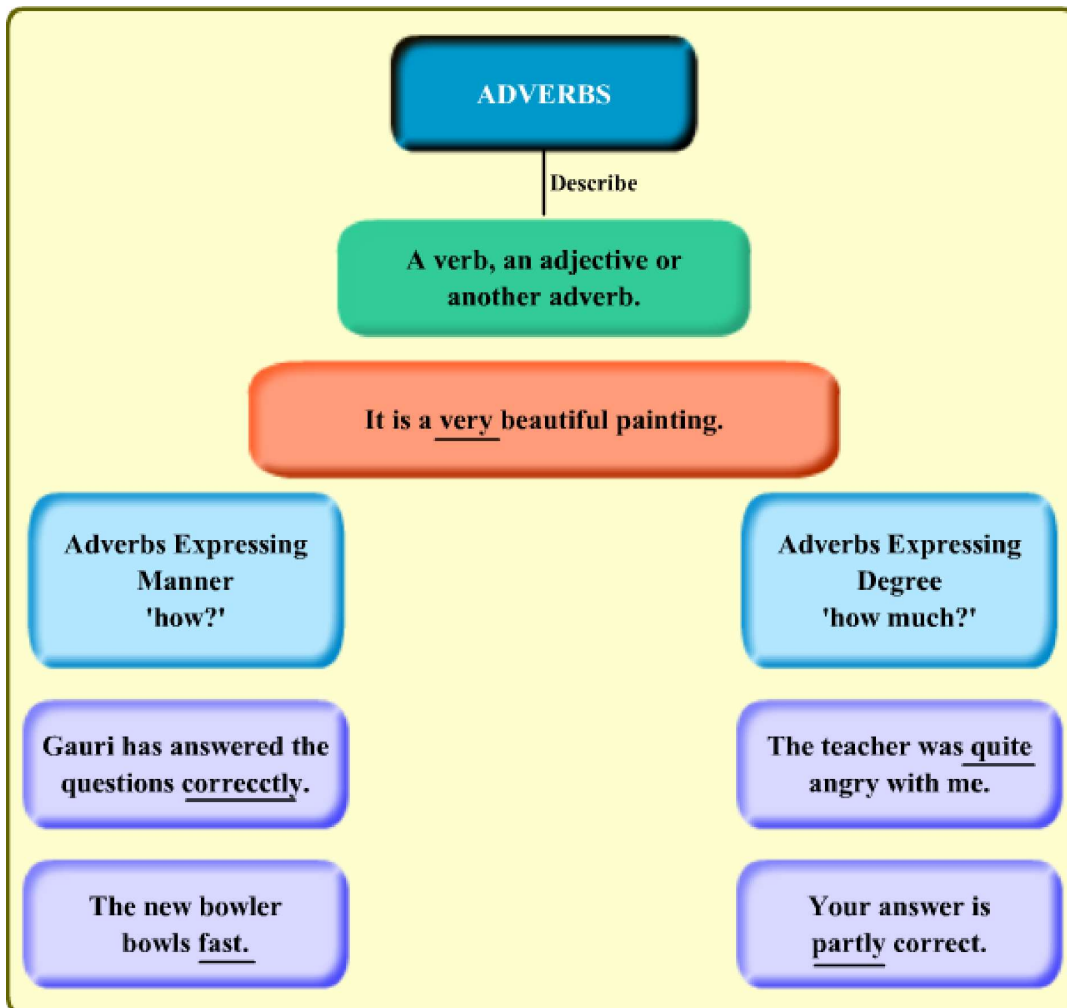 ADVERBS
Describe
A verb, an adjective or
another adverb.
It is a very beautiful painting.
Adverbs Expressing
Manner
'how?'
Adverbs Expressing
Degree
'how much?'
Gauri has answered the
questions correcctly.
The teacher was quite
angry with me.
The new bowler
bowls fast.
Your answer is
partly correct.